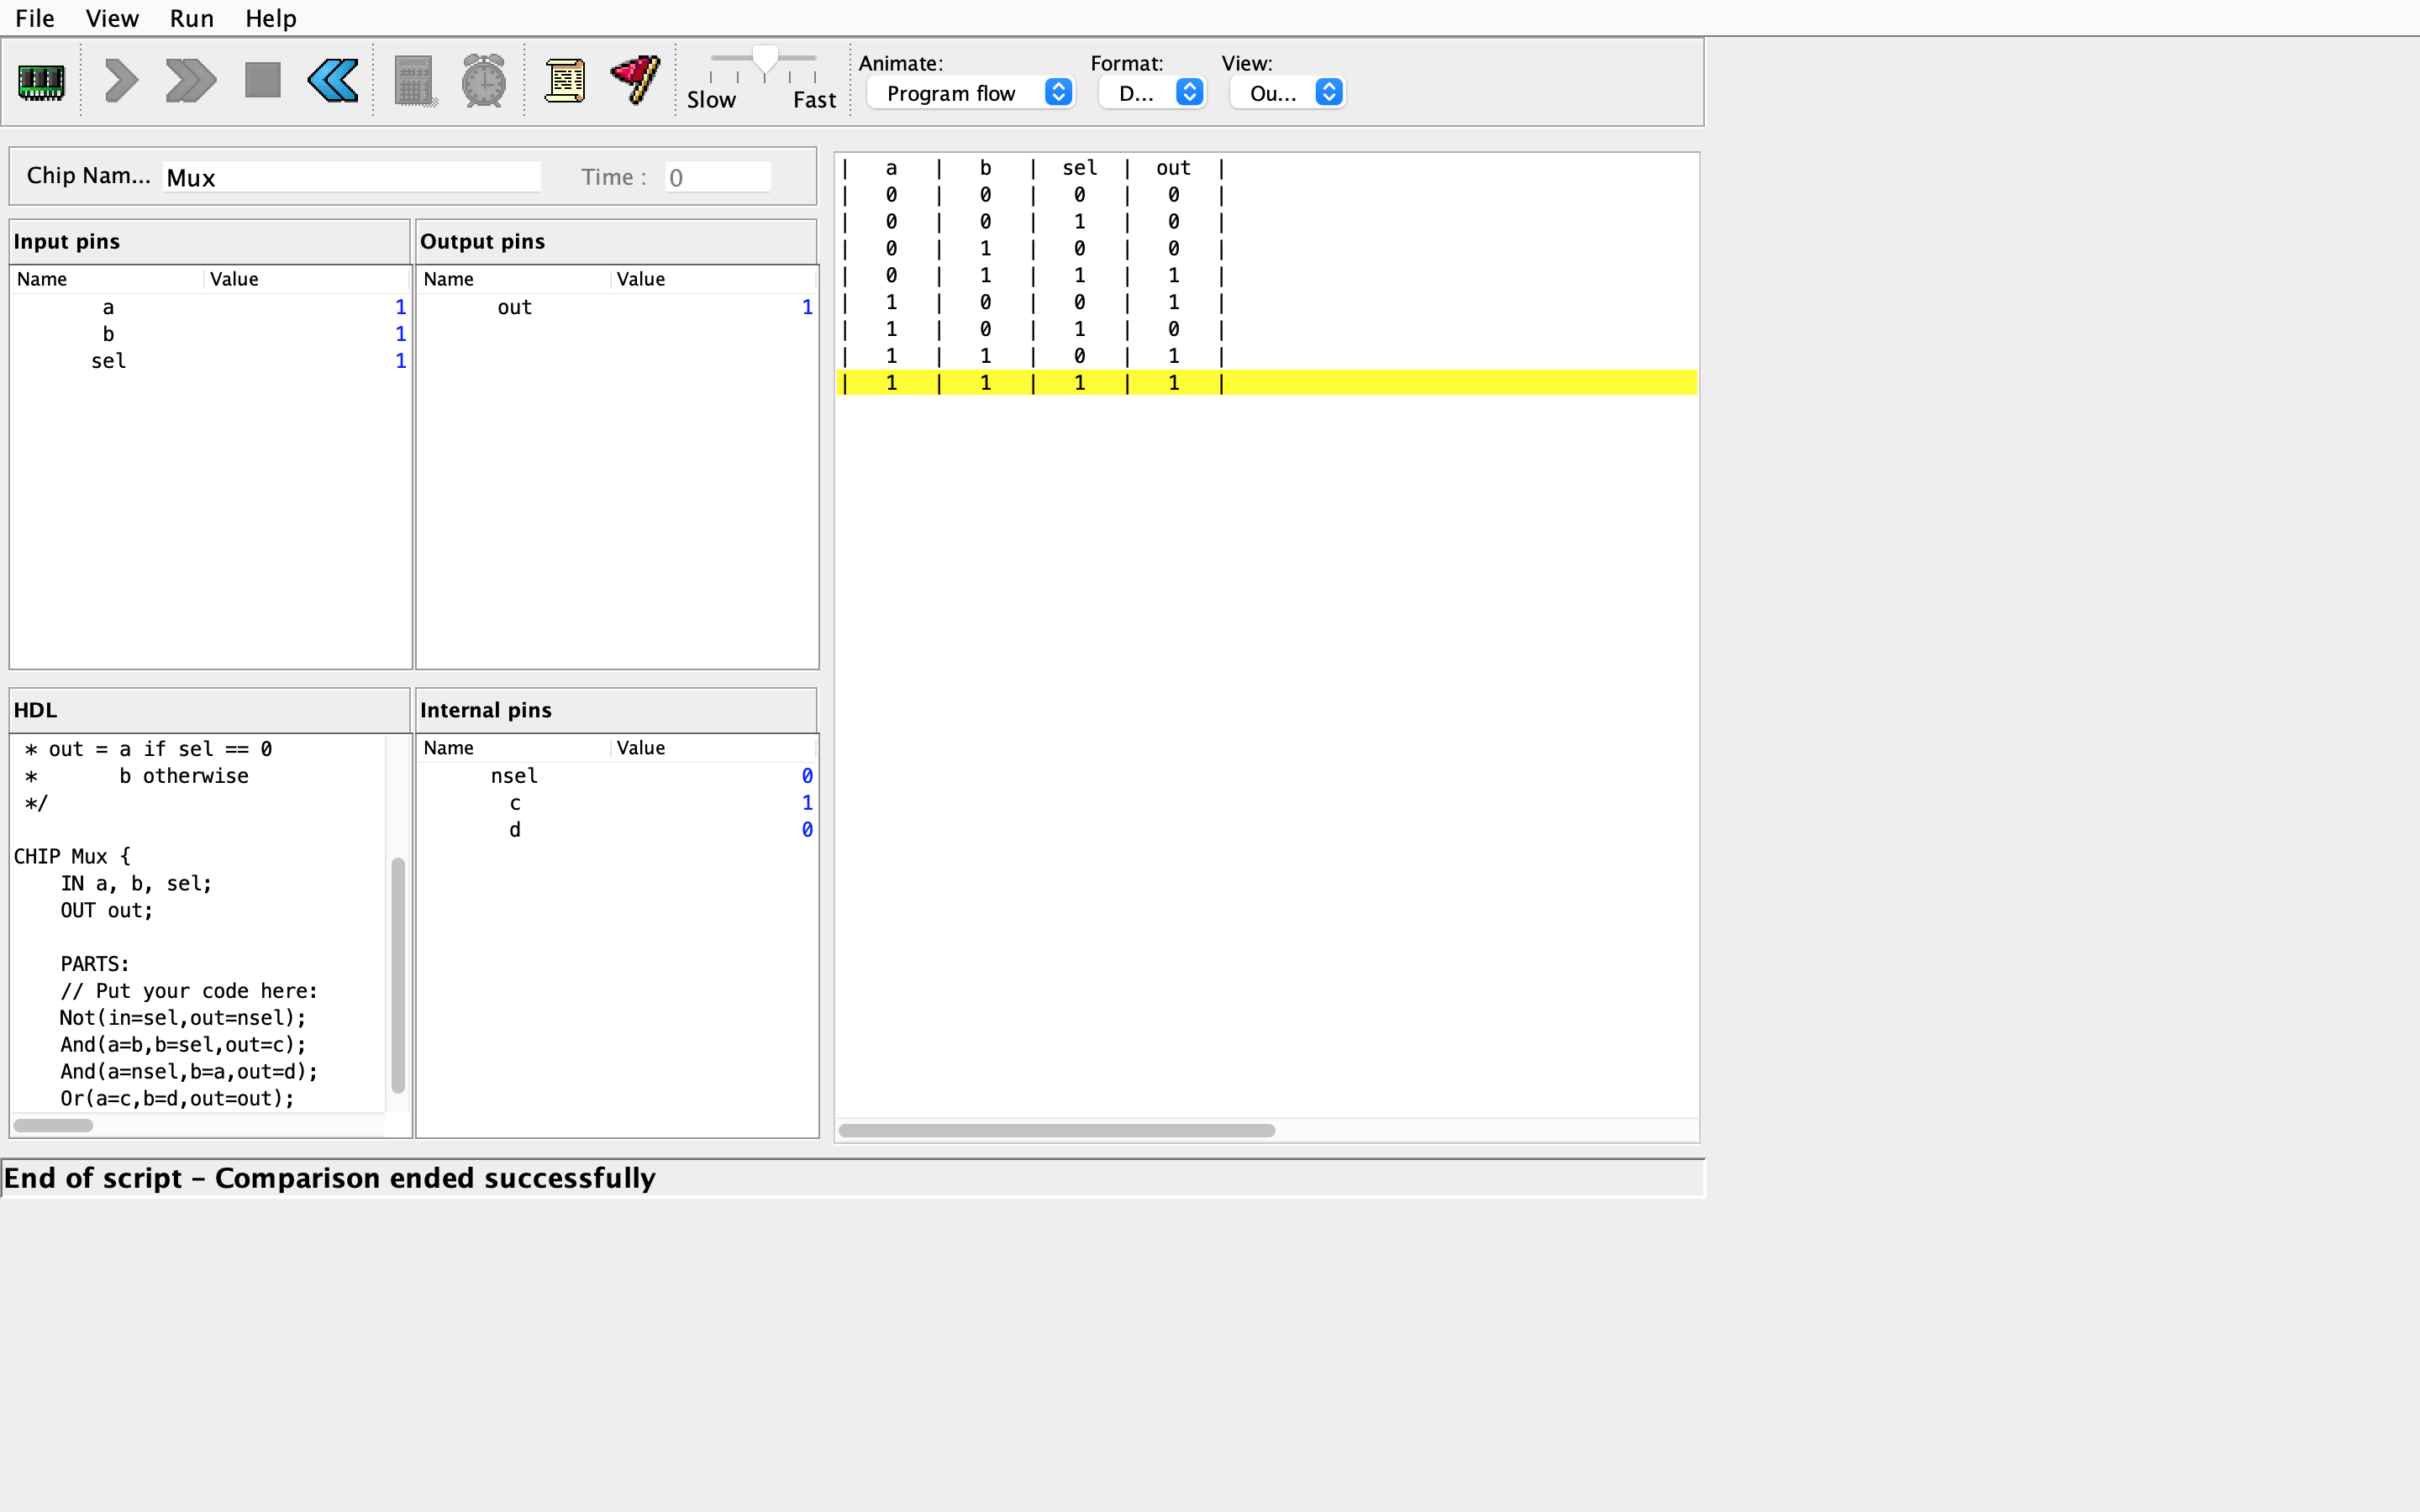 File View Run Help
Slow Fast
Animate: Format: View:
Program flow D... Ou...
Chip Nam... Mux Time : 0
Input pins
Name Value
a 1
b 1
sel 1
Output pins
Name Value
out 1
HDL
* out = a if sel == 0
*       b otherwise
*/
CHIP Mux {
IN a, b, sel;
OUT out;
PARTS:
// Put your code here:
Not(in=sel,out=nsel);
And(a=b,b=sel,out=c);
And(a=nsel,b=a,out=d);
Or(a=c,b=d,out=out);
Internal pins
Name Value
nsel 0
c 1
d 0
| a | b | sel | out |
| 0 | 0 | 0 | 0 |
| 0 | 0 | 1 | 0 |
| 0 | 1 | 0 | 0 |
| 0 | 1 | 1 | 1 |
| 1 | 0 | 0 | 1 |
| 1 | 0 | 1 | 0 |
| 1 | 1 | 0 | 1 |
| 1 | 1 | 1 | 1 |
End of script – Comparison ended successfully